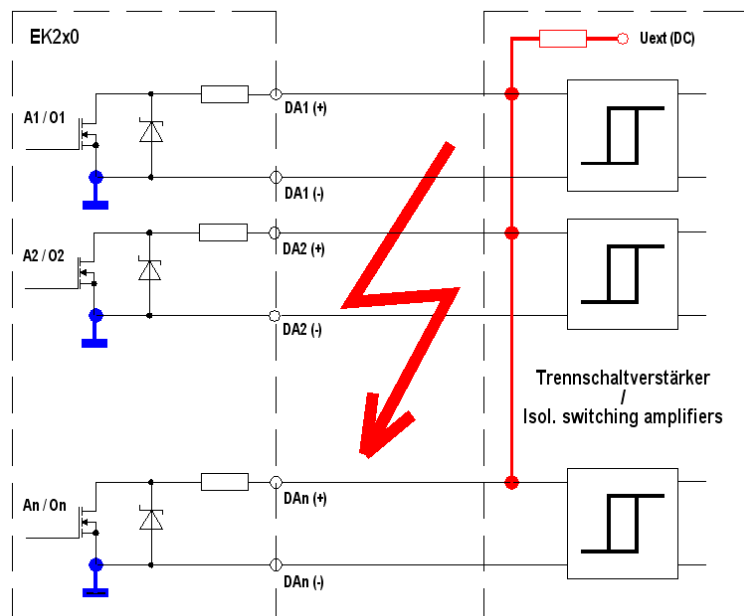 EK2x0
Uext (DC)
A1 / O1
DA1 (+)
DA1 (-)
A2 / O2
DA2 (+)
DA2 (-)
Trennschaltverstärker
/
Isol. switching amplifiers
An / On
DAn (+)
DAn (-)